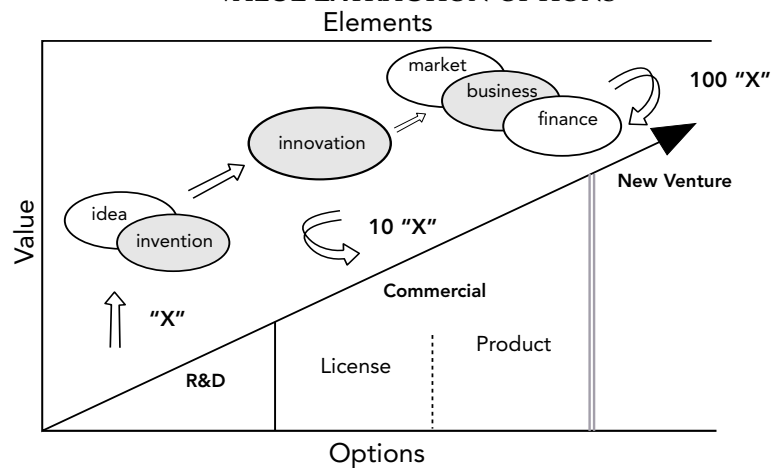 Elements
market
business
finance
100 “X”
innovation
New Venture
idea
invention
10 “X”
Value
Commercial
“X”
Product
License
R&D
Options